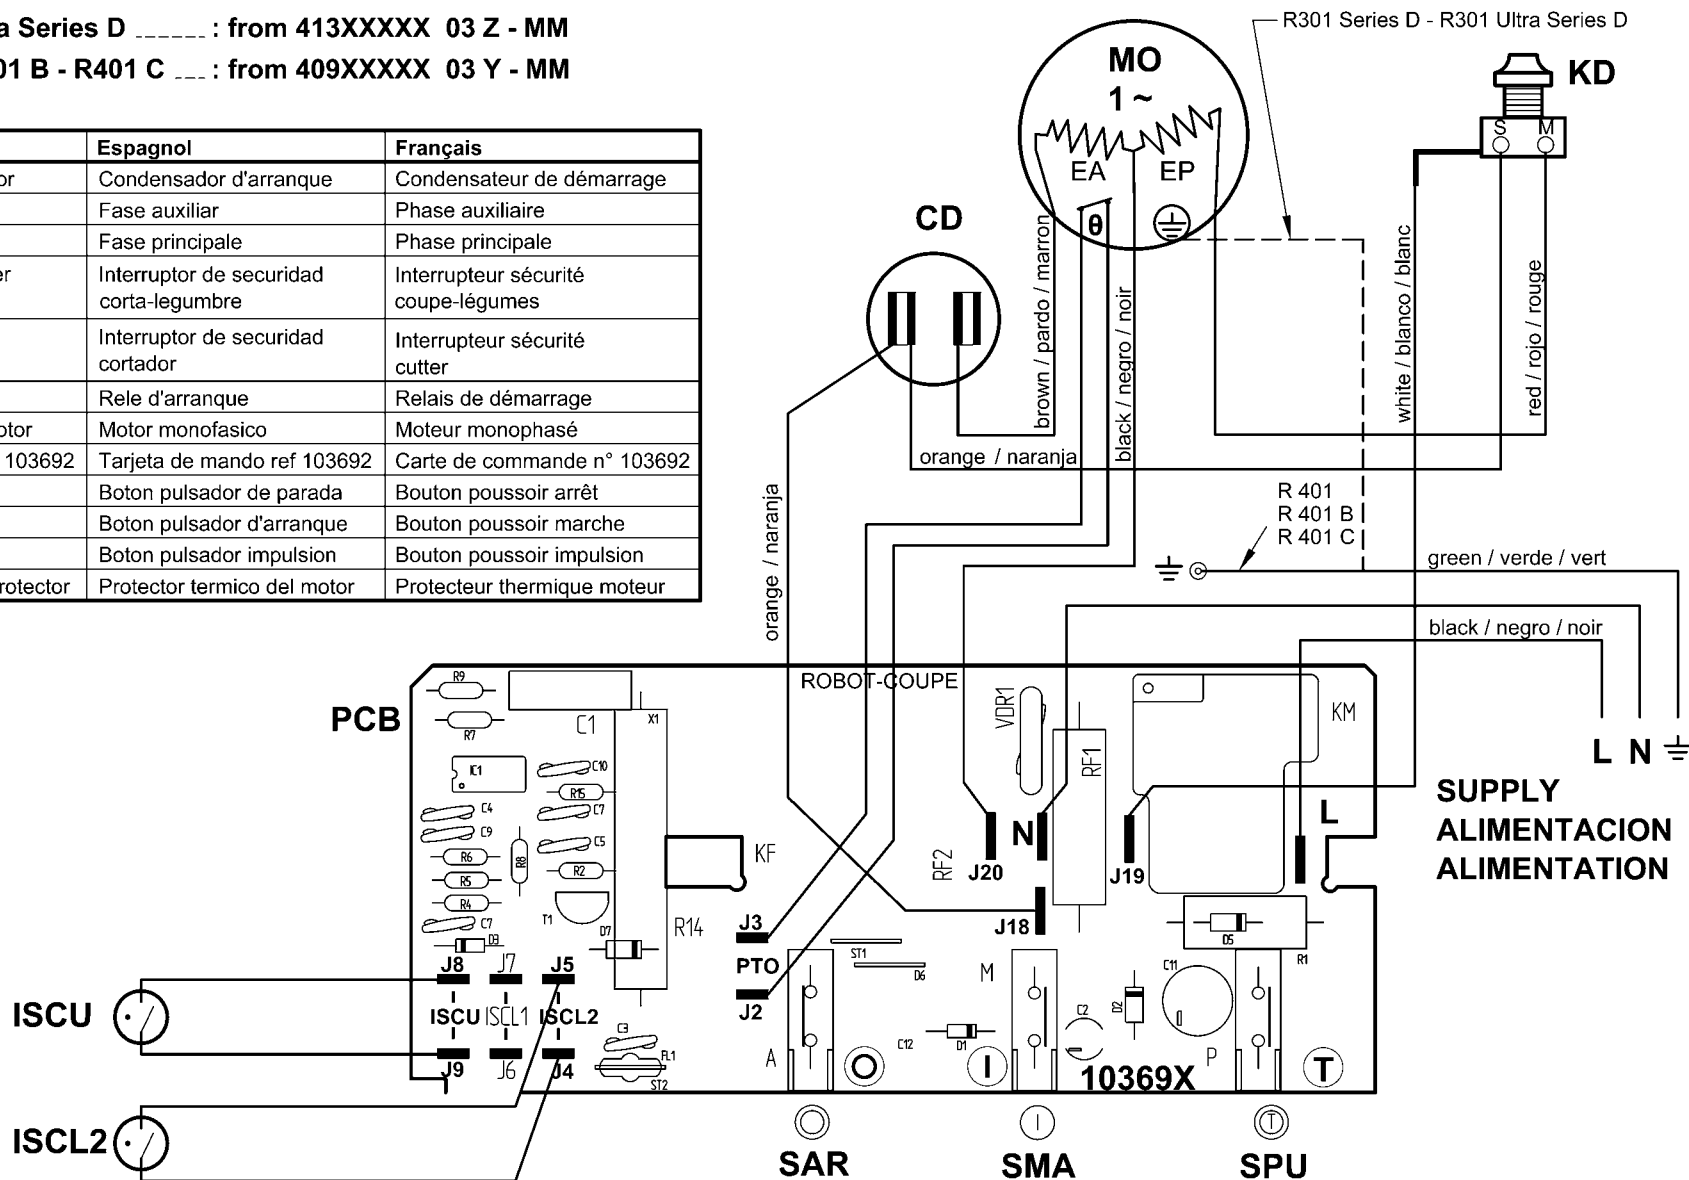 a Series D ______ : from 413XXXXX 03 Z - MM
01 B - R401 C ___ : from 409XXXXX 03 Y - MM
Espagnol Français
or Condensador d'arranque Condensateur de démarrage
Fase auxiliar Phase auxiliaire
Fase principale Phase principale
er Interruptor de securidad Interrupteur sécurité
corta-legumbre coupe-légumes
Interruptor de securidad Interrupteur sécurité
cortador cutter
Rele d'arranque Relais de démarrage
otor Motor monofasico Moteur monophasé
103692 Tarjeta de mando ref 103692 Carte de commande n° 103692
Boton pulsador de parada Bouton poussoir arrêt
Boton pulsador d'arranque Bouton poussoir marche
Boton pulsador impulsion Bouton poussoir impulsion
rotector Protector termico del motor Protecteur thermique moteur
R301 Series D - R301 Ultra Series D
MO
1 ~
EA EP
θ
KD
S M
CD
brown / pardo / marron
black / negro / noir
white / blanco / blanc
red / rojo / rouge
orange / naranja
orange / naranja
R 401
R 401 B
R 401 C
green / verde / vert
black / negro / noir
L N
SUPPLY
ALIMENTACION
ALIMENTATION
PCB
ROBOT-COUPE
R9
R7
C1
X1
IC1
C10
R15
C4
C7
C9
C5
R6
R8
R5
R2
R4
C7
T1
D3
D7
R14
KF
VDR1
RF1
RF2
KM
J20
N
J19
L
J18
J3
PTO
J2
ST1
D6
D5
R1
J8 J7 J5
ISCU ISCL1 ISCL2
J9 J6 J4
C3
FL1
ST2
A
O
C12
D1
M
I
C2
D2
C11
P
T
10369X
ISCU
ISCL2
I
T
SAR
SMA
SPU